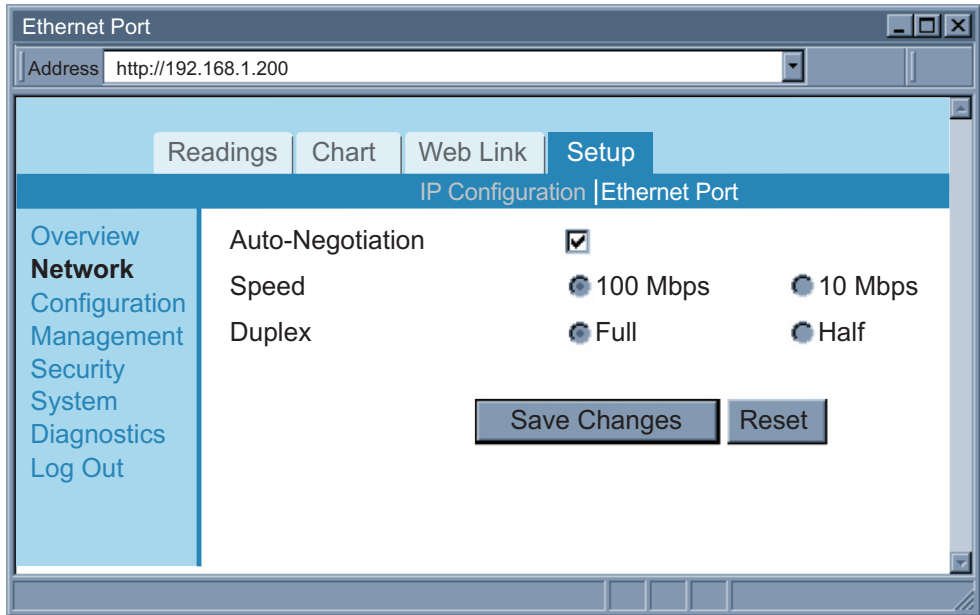 Ethernet Port
Address http://192.168.1.200
Readings Chart Web Link Setup
IP Configuration | Ethernet Port
Overview
Network
Configuration
Management
Security
System
Diagnostics
Log Out
Auto-Negotiation
Speed 100 Mbps 10 Mbps
Duplex Full Half
Save Changes Reset